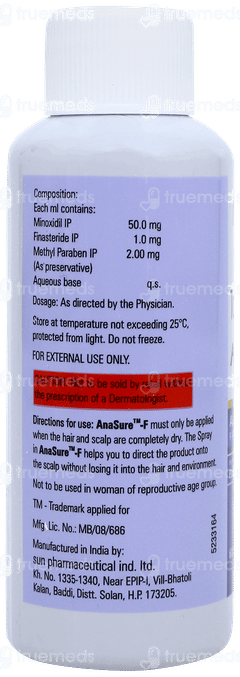 Composition:
Each ml contains:
Minoxidil IP 50.0 mg
Finasteride IP 1.0 mg
Methyl Paraben IP 2.00 mg
(As preservative)
Aqueous base q.s.
Dosage: As directed by the Physician.
Store at temperature not exceeding 25°C,
protected from light. Do not freeze.
FOR EXTERNAL USE ONLY.
to be sold by retail
the prescription of a Dermatologist.
Directions for use: AnaSure™-F must only be applied
when the hair and scalp are completely dry. The Spray
in AnaSure™-F helps you to direct the product onto
the scalp without losing it into the hair and environment.
Not to be used in woman of reproductive age group.
TM - Trademark applied for
Mfg. Lic. No.: MB/08/686
Manufactured in India by:
sun pharmaceutical ind. ltd.
Kh. No. 1335-1340, Near EPIP-I, Vill-Bhatoli
Kalan, Baddi, Distt. Solan, H.P. 173205.
5233164
truemeds